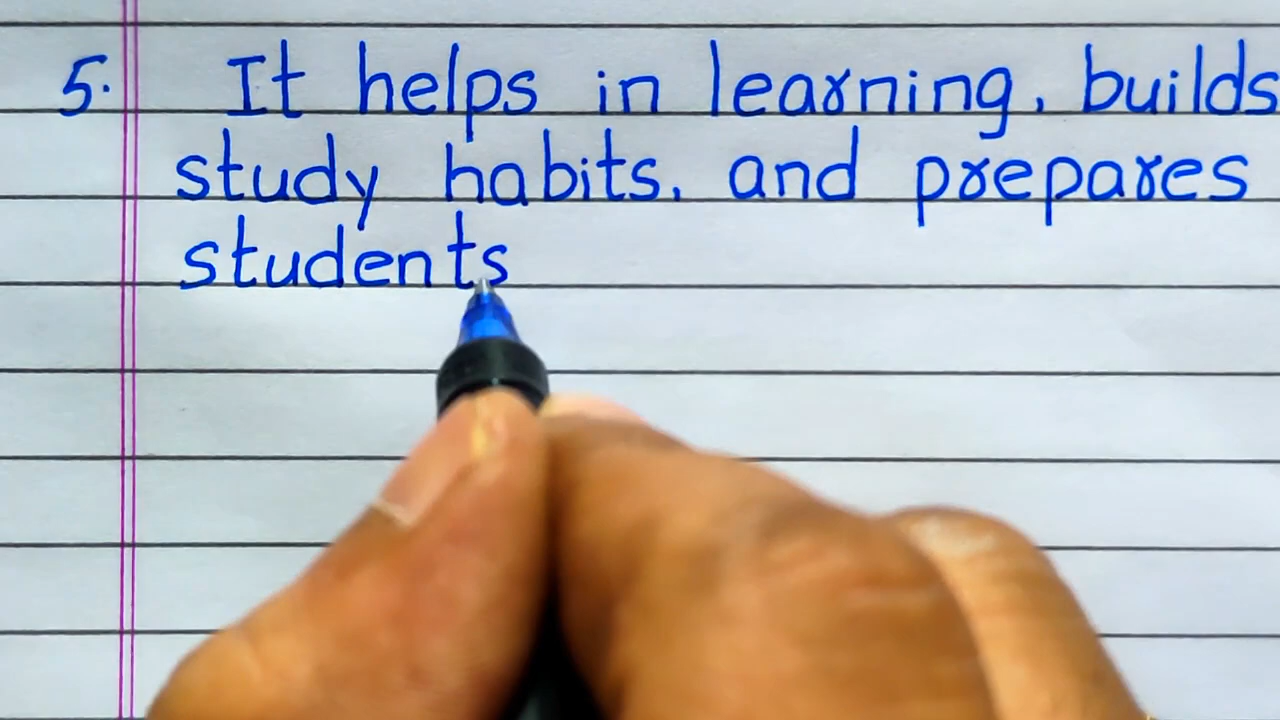 5. It helps in learning, builds
study habits, and prepares
students